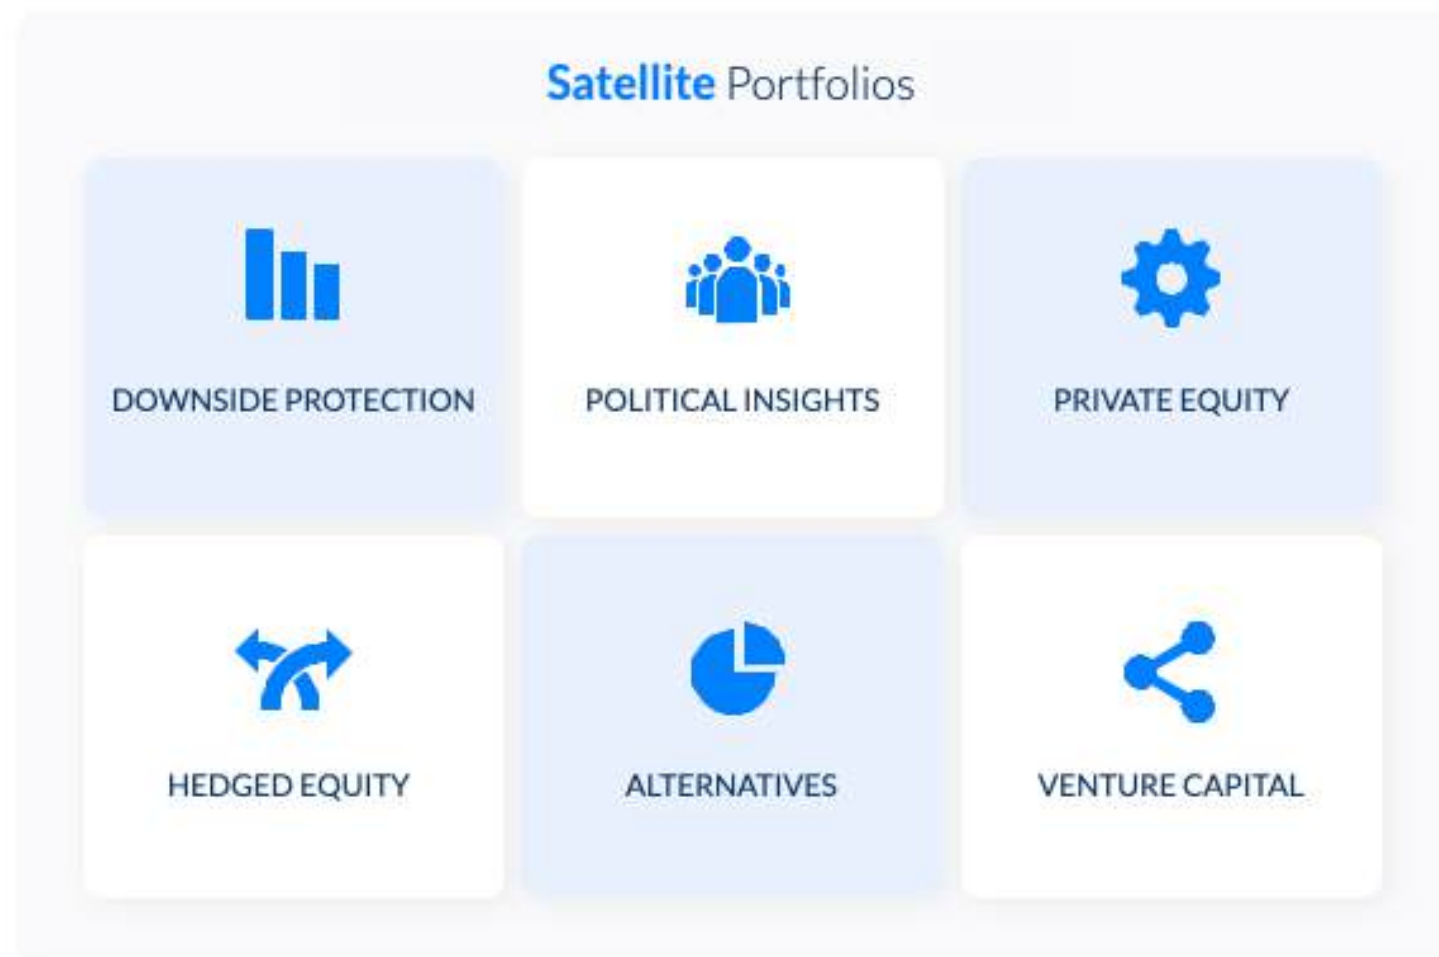 Satellite Portfolios
DOWNSIDE PROTECTION
POLITICAL INSIGHTS
PRIVATE EQUITY
HEDGED EQUITY
ALTERNATIVES
VENTURE CAPITAL